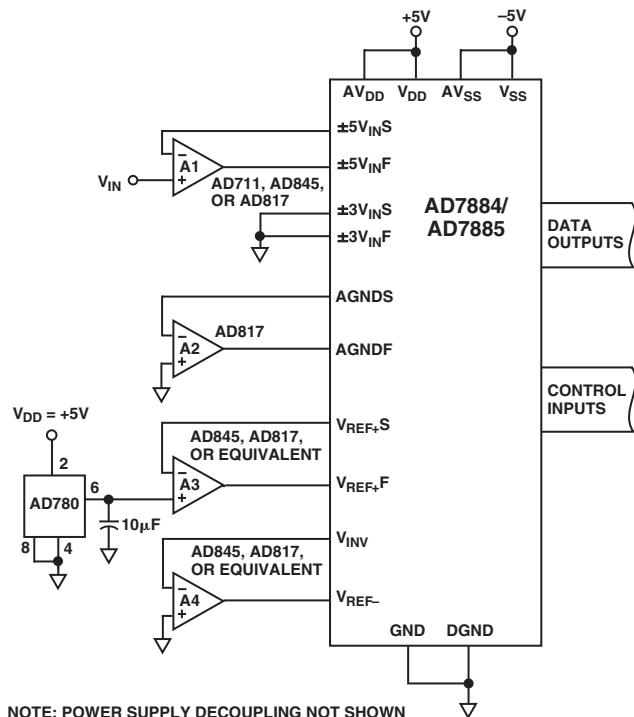 +5V
–5V
AVDD
VDD
AVSS
VSS
±5VINS
A1
±5VINF
VIN
AD711, AD845,
OR AD817
±3VINS
±3VINF
AD7884/
AD7885
DATA
OUTPUTS
AGNDS
AD817
A2
AGNDF
CONTROL
INPUTS
VDD = +5V
VREF+S
AD845, AD817,
OR EQUIVALENT
2
AD780
6
A3
VREF+F
10µF
8
4
VINV
AD845, AD817,
OR EQUIVALENT
A4
VREF–
GND
DGND
NOTE: POWER SUPPLY DECOUPLING NOT SHOWN